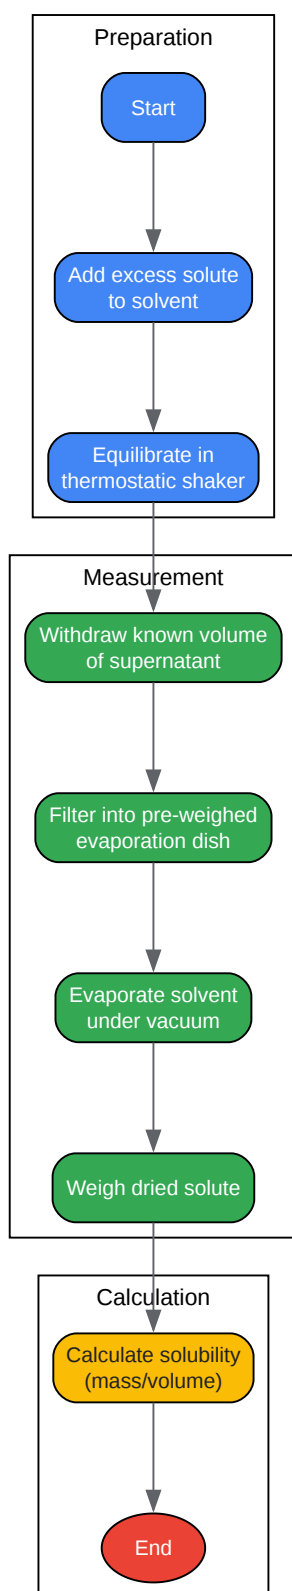 Preparation
Start
Add excess solute
to solvent
Equilibrate in
thermostatic shaker
Measurement
Withdraw known volume
of supernatant
Filter into pre-weighed
evaporation dish
Evaporate solvent
under vacuum
Weigh dried solute
Calculation
Calculate solubility
(mass/volume)
End